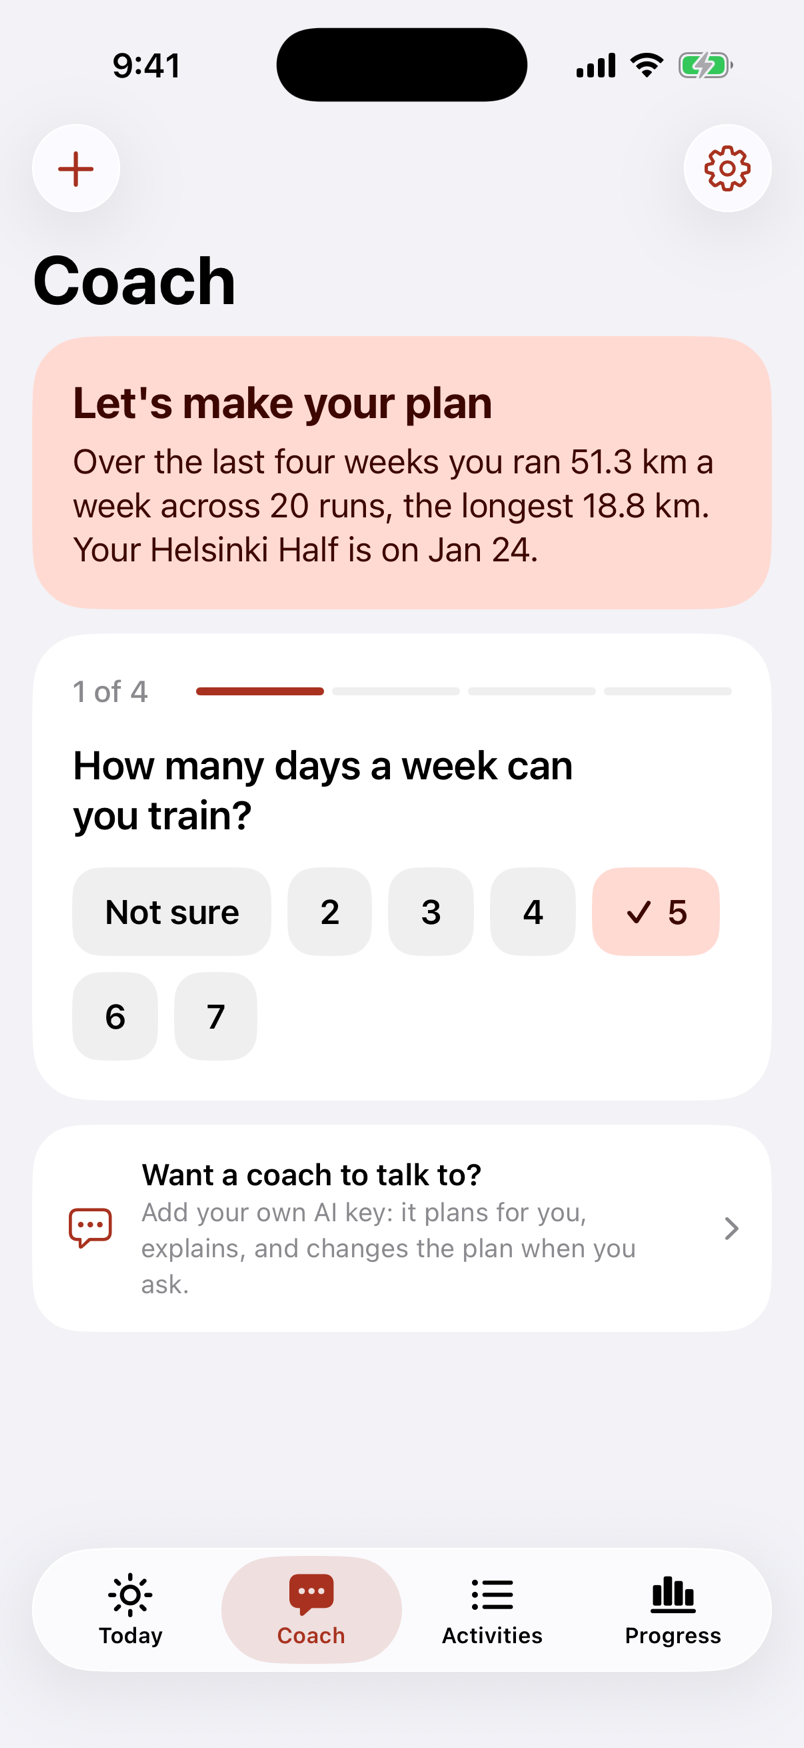 9:41
Coach
Let's make your plan
Over the last four weeks you ran 51.3 km a
week across 20 runs, the longest 18.8 km.
Your Helsinki Half is on Jan 24.
1 of 4
How many days a week can
you train?
Not sure 2 3 4 ✓ 5
6 7
Want a coach to talk to?
Add your own AI key: it plans for you,
explains, and changes the plan when you
ask.
Today Coach Activities Progress